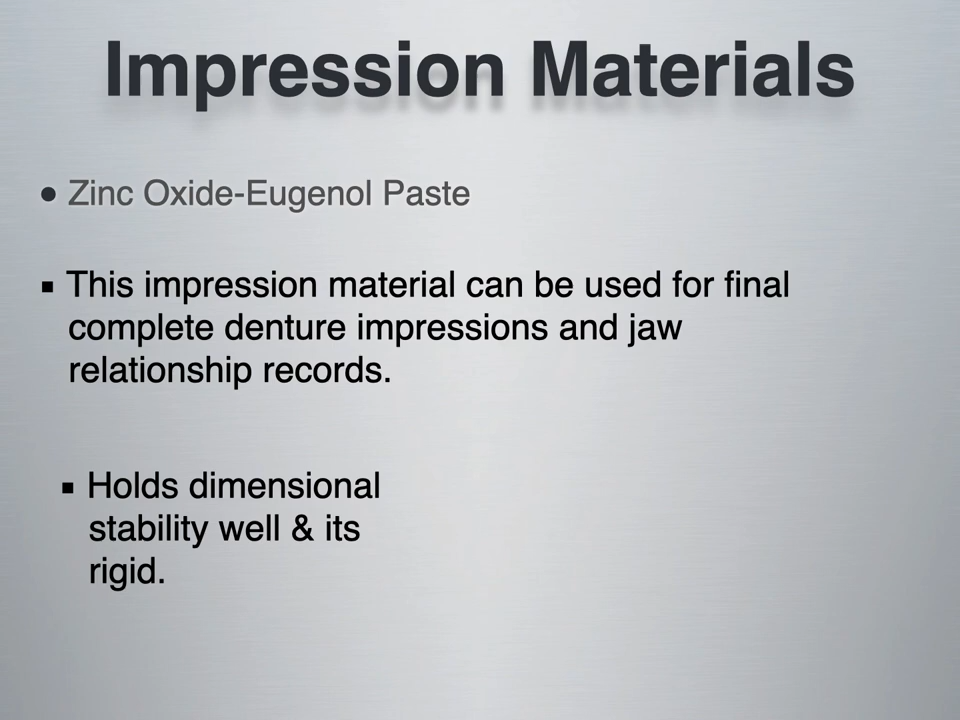 Impression Materials
• Zinc Oxide-Eugenol Paste
▪ This impression material can be used for final
complete denture impressions and jaw
relationship records.
▪ Holds dimensional
stability well & its
rigid.